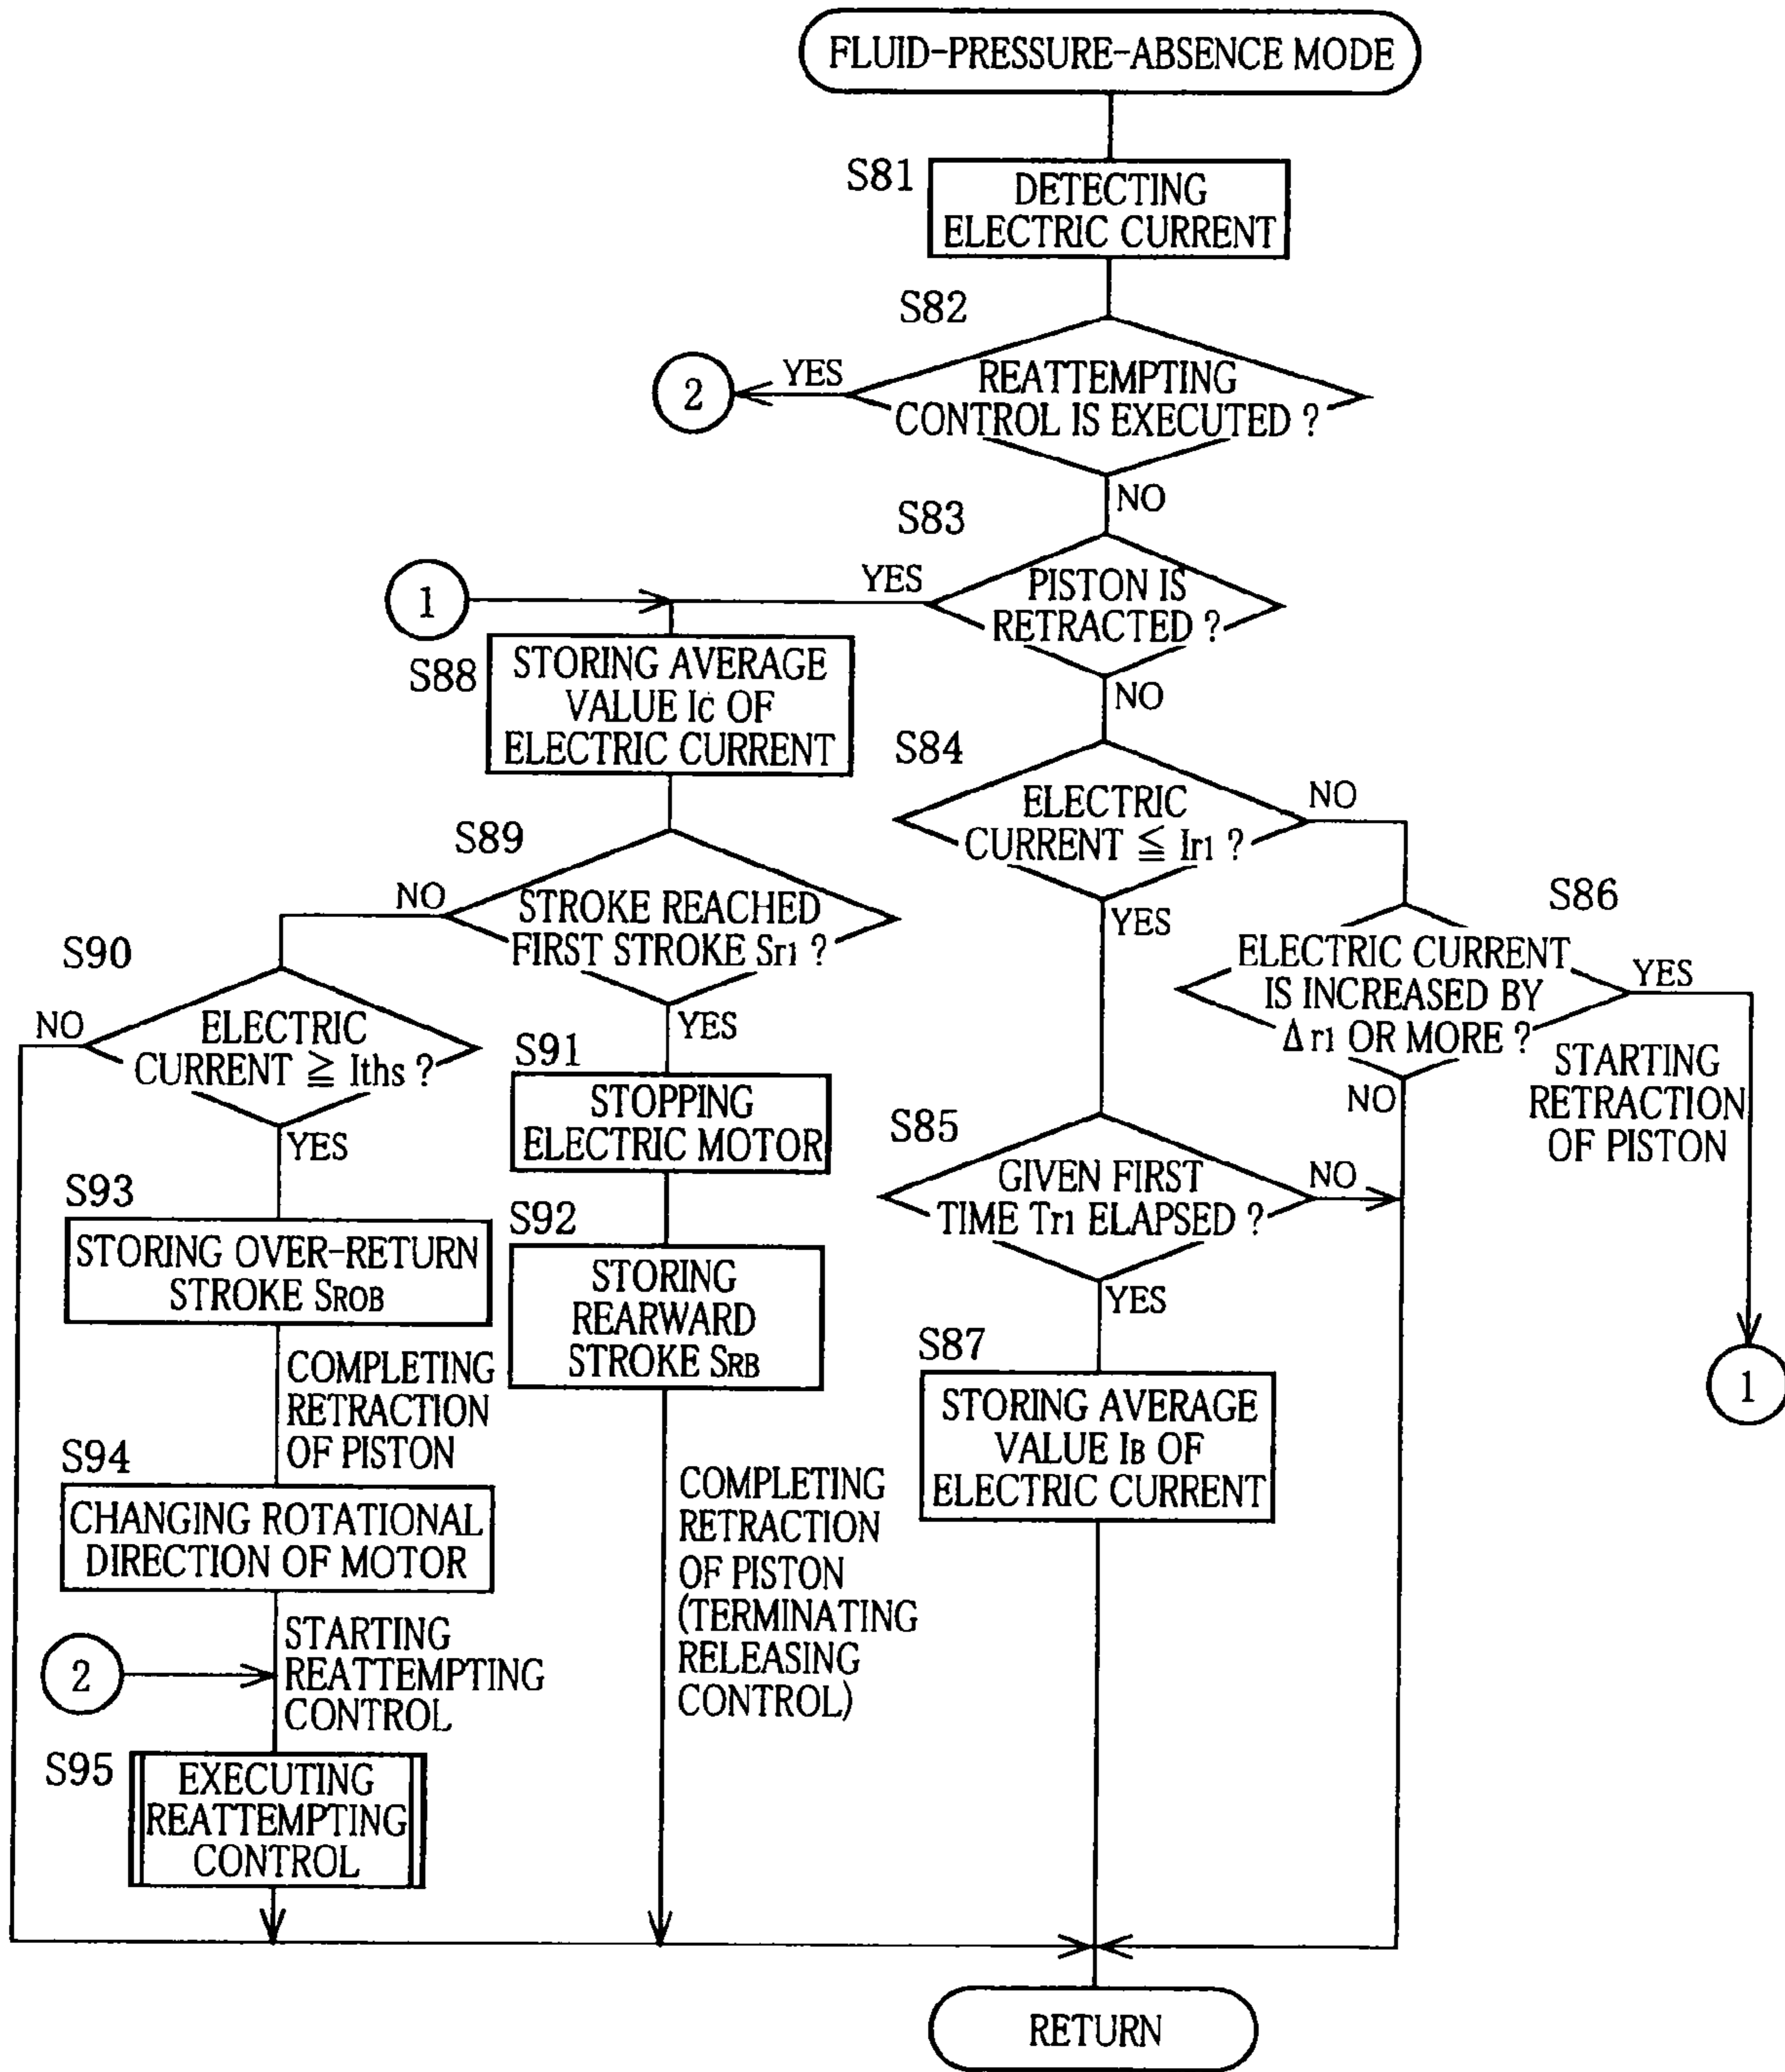 FLUID-PRESSURE-ABSENCE MODE
S81
DETECTING
ELECTRIC CURRENT
S82
REATTEMPTING
CONTROL IS EXECUTED ?
YES
2
NO
S83
PISTON IS
RETRACTED ?
YES
1
NO
S88
STORING AVERAGE
VALUE IC OF
ELECTRIC CURRENT
S84
ELECTRIC
CURRENT ≦ Ir1 ?
NO
YES
S89
STROKE REACHED
FIRST STROKE Sr1 ?
NO
YES
S86
ELECTRIC CURRENT
IS INCREASED BY
Δr1 OR MORE ?
YES
NO
STARTING
RETRACTION
OF PISTON
1
S90
ELECTRIC
CURRENT ≧ Iths ?
NO
YES
S91
STOPPING
ELECTRIC MOTOR
S85
GIVEN FIRST
TIME Tr1 ELAPSED ?
NO
YES
S93
STORING OVER-RETURN
STROKE SROB
S92
STORING
REARWARD
STROKE SRB
S87
STORING AVERAGE
VALUE IB OF
ELECTRIC CURRENT
COMPLETING
RETRACTION
OF PISTON
S94
CHANGING ROTATIONAL
DIRECTION OF MOTOR
COMPLETING
RETRACTION
OF PISTON
(TERMINATING
RELEASING
CONTROL)
2
STARTING
REATTEMPTING
CONTROL
S95
EXECUTING
REATTEMPTING
CONTROL
RETURN